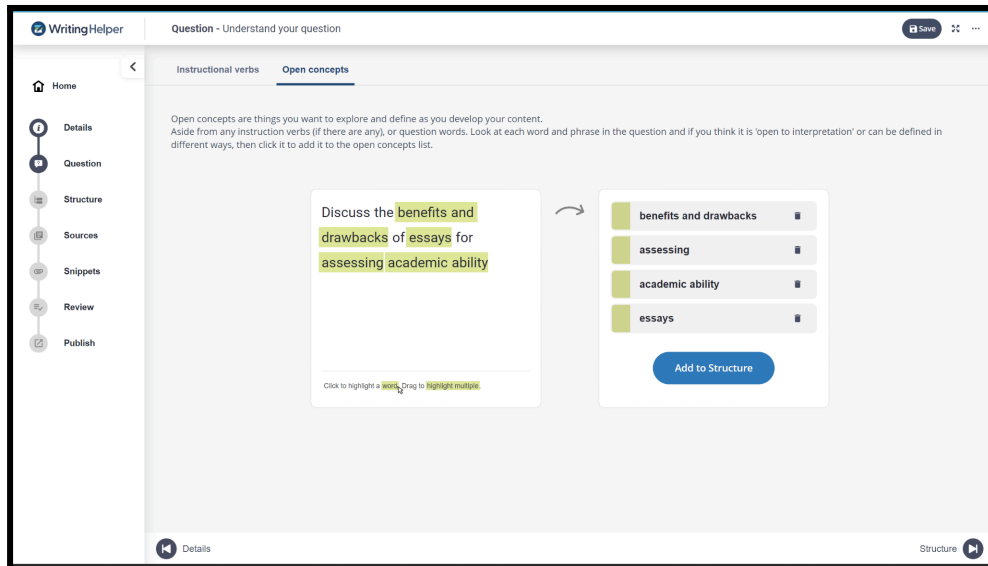 WritingHelper
Question - Understand your question
Save
Instructional verbs
Open concepts
Home
Details
Question
Structure
Sources
Snippets
Review
Publish
Open concepts are things you want to explore and define as you develop your content.
Aside from any instruction verbs (if there are any), or question words. Look at each word and phrase in the question and if you think it is 'open to interpretation' or can be defined in
different ways, then click it to add it to the open concepts list.
Discuss the benefits and
drawbacks of essays for
assessing academic ability
Click to highlight a word. Drag to highlight multiple.
benefits and drawbacks
assessing
academic ability
essays
Add to Structure
Details
Structure